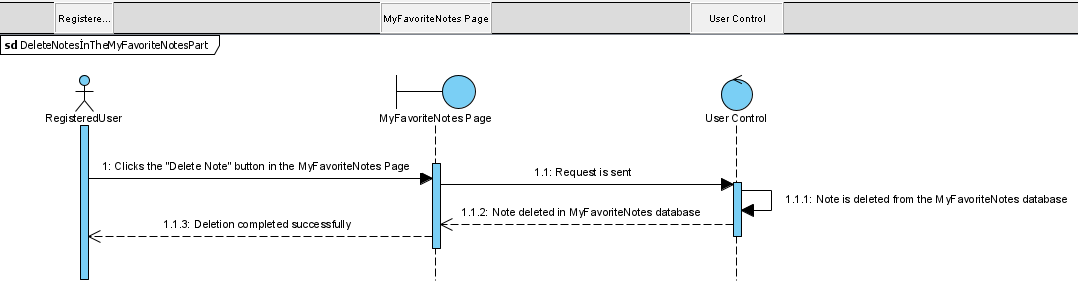 Registere...
MyFavoriteNotes Page
User Control
sd DeleteNotesİnTheMyFavoriteNotesPart
RegisteredUser
MyFavoriteNotes Page
User Control
1: Clicks the "Delete Note" button in the MyFavoriteNotes Page
1.1: Request is sent
1.1.1: Note is deleted from the MyFavoriteNotes database
1.1.2: Note deleted in MyFavoriteNotes database
1.1.3: Deletion completed successfully